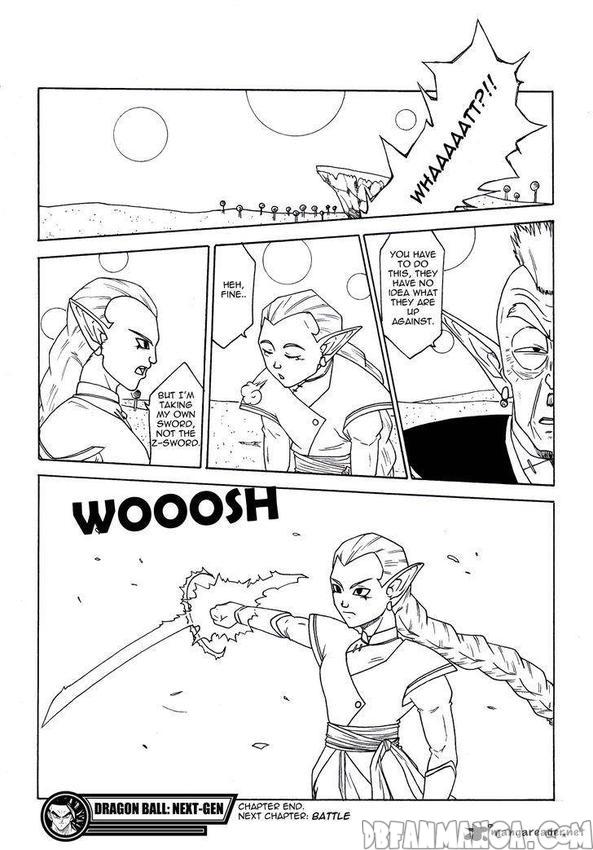 WHAAAAATT?!!
YOU HAVE
TO DO
THIS, THEY
HAVE NO
IDEA WHAT
THEY ARE
UP
AGAINST.
HEH,
FINE..
BUT I'M
TAKING
MY OWN
SWORD,
NOT THE
Z-SWORD.
WOOOSH
DRAGON BALL: NEXT-GEN
CHAPTER END.
NEXT CHAPTER: BATTLE
DBFANMANGA.COM
mangareader.net